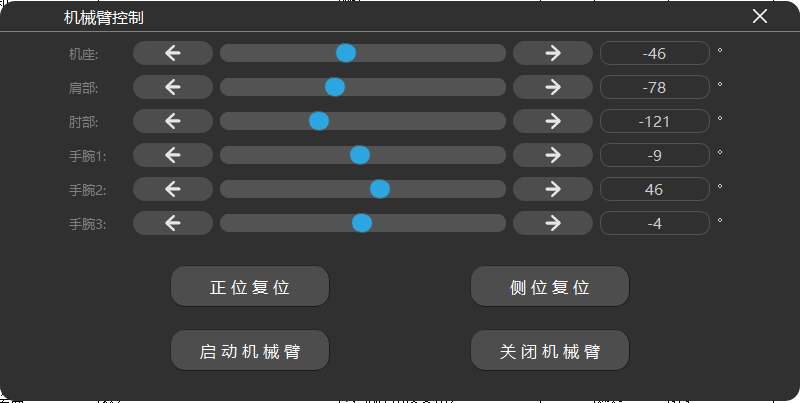 机械臂控制
机座: -46 °
肩部: -78 °
肘部: -121 °
手腕1: -9 °
手腕2: 46 °
手腕3: -4 °
正位复位 侧位复位
启动机械臂 关闭机械臂